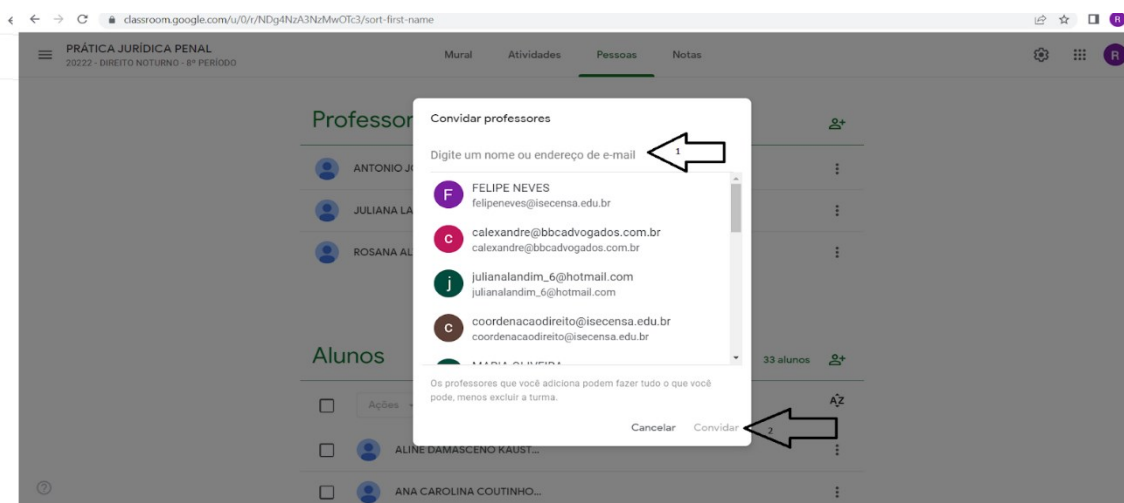 classroom.google.com/u/0/r/NDg4NzA3NzMwOTc3/sort-first-name
R
PRÁTICA JURÍDICA PENAL
20222 - DIREITO NOTURNO - 8º PERÍODO
Mural Atividades Pessoas Notas
R
Professor
Convidar professores
Digite um nome ou endereço de e-mail
1
ANTONIO JO
F FELIPE NEVES
felipeneves@isecensa.edu.br
JULIANA LA
c calexandre@bbcadvogados.com.br
calexandre@bbcadvogados.com.br
ROSANA AL
j julianalandim_6@hotmail.com
julianalandim_6@hotmail.com
c coordenacaodireito@isecensa.edu.br
coordenacaodireito@isecensa.edu.br
MARIA OLIVEIRA
Alunos
33 alunos
Os professores que você adiciona podem fazer tudo o que você
pode, menos excluir a turma.
Ações
AZ
Cancelar Convidar
2
ALINE DAMASCENO KAUST...
ANA CAROLINA COUTINHO...